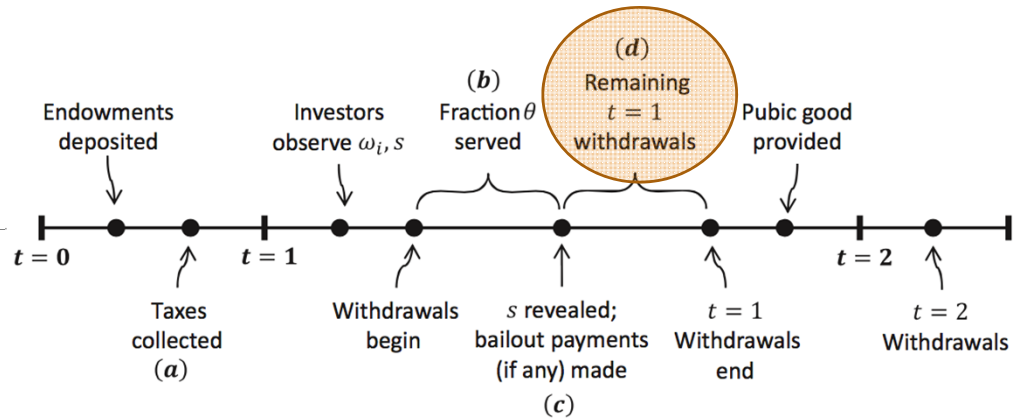 Endowments
deposited
Investors
observe ωᵢ, s
(b)
Fraction θ
served
(d)
Remaining
t = 1
withdrawals
Pubic good
provided
t = 0
t = 1
t = 2
Taxes
collected
(a)
Withdrawals
begin
s revealed;
bailout payments
(if any) made
(c)
t = 1
Withdrawals
end
t = 2
Withdrawals